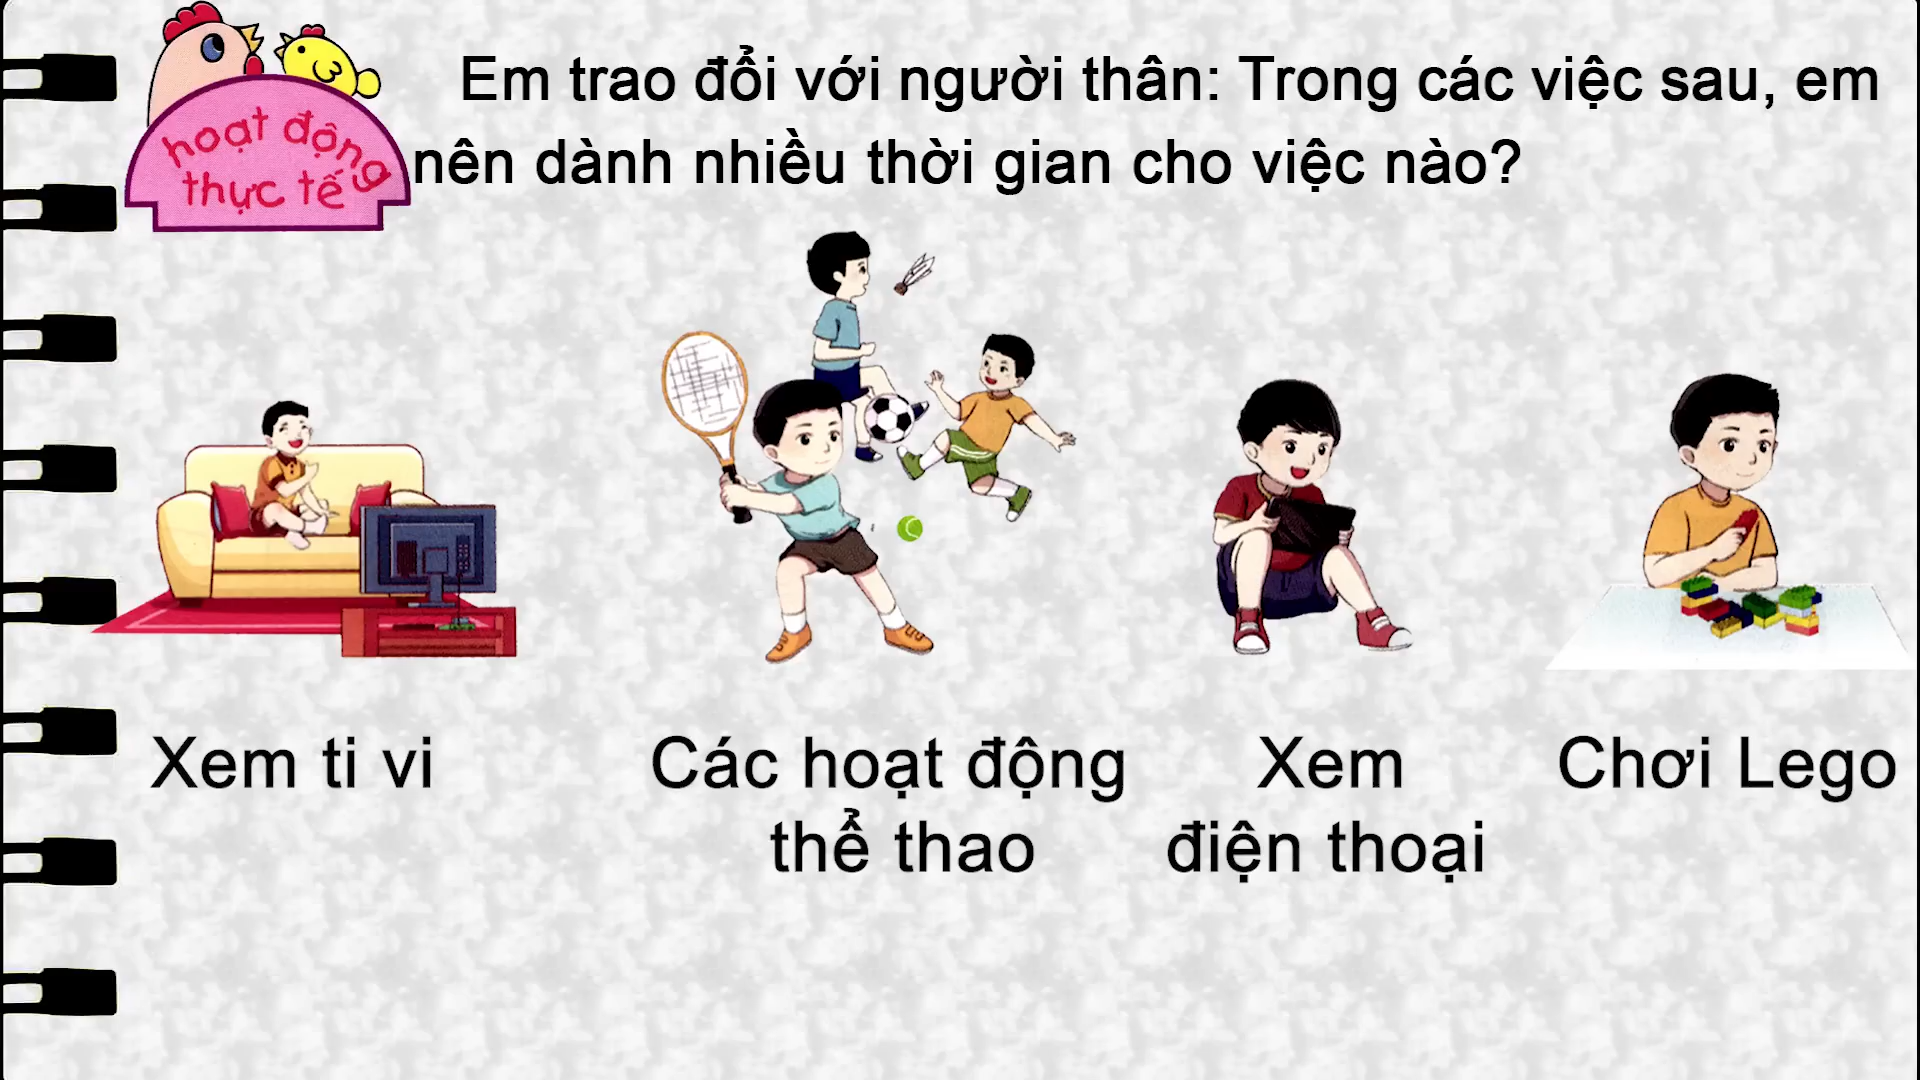 hoạt động
thực tế
Em trao đổi với người thân: Trong các việc sau, em
nên dành nhiều thời gian cho việc nào?
Xem ti vi
Các hoạt động
thể thao
Xem
điện thoại
Chơi Lego